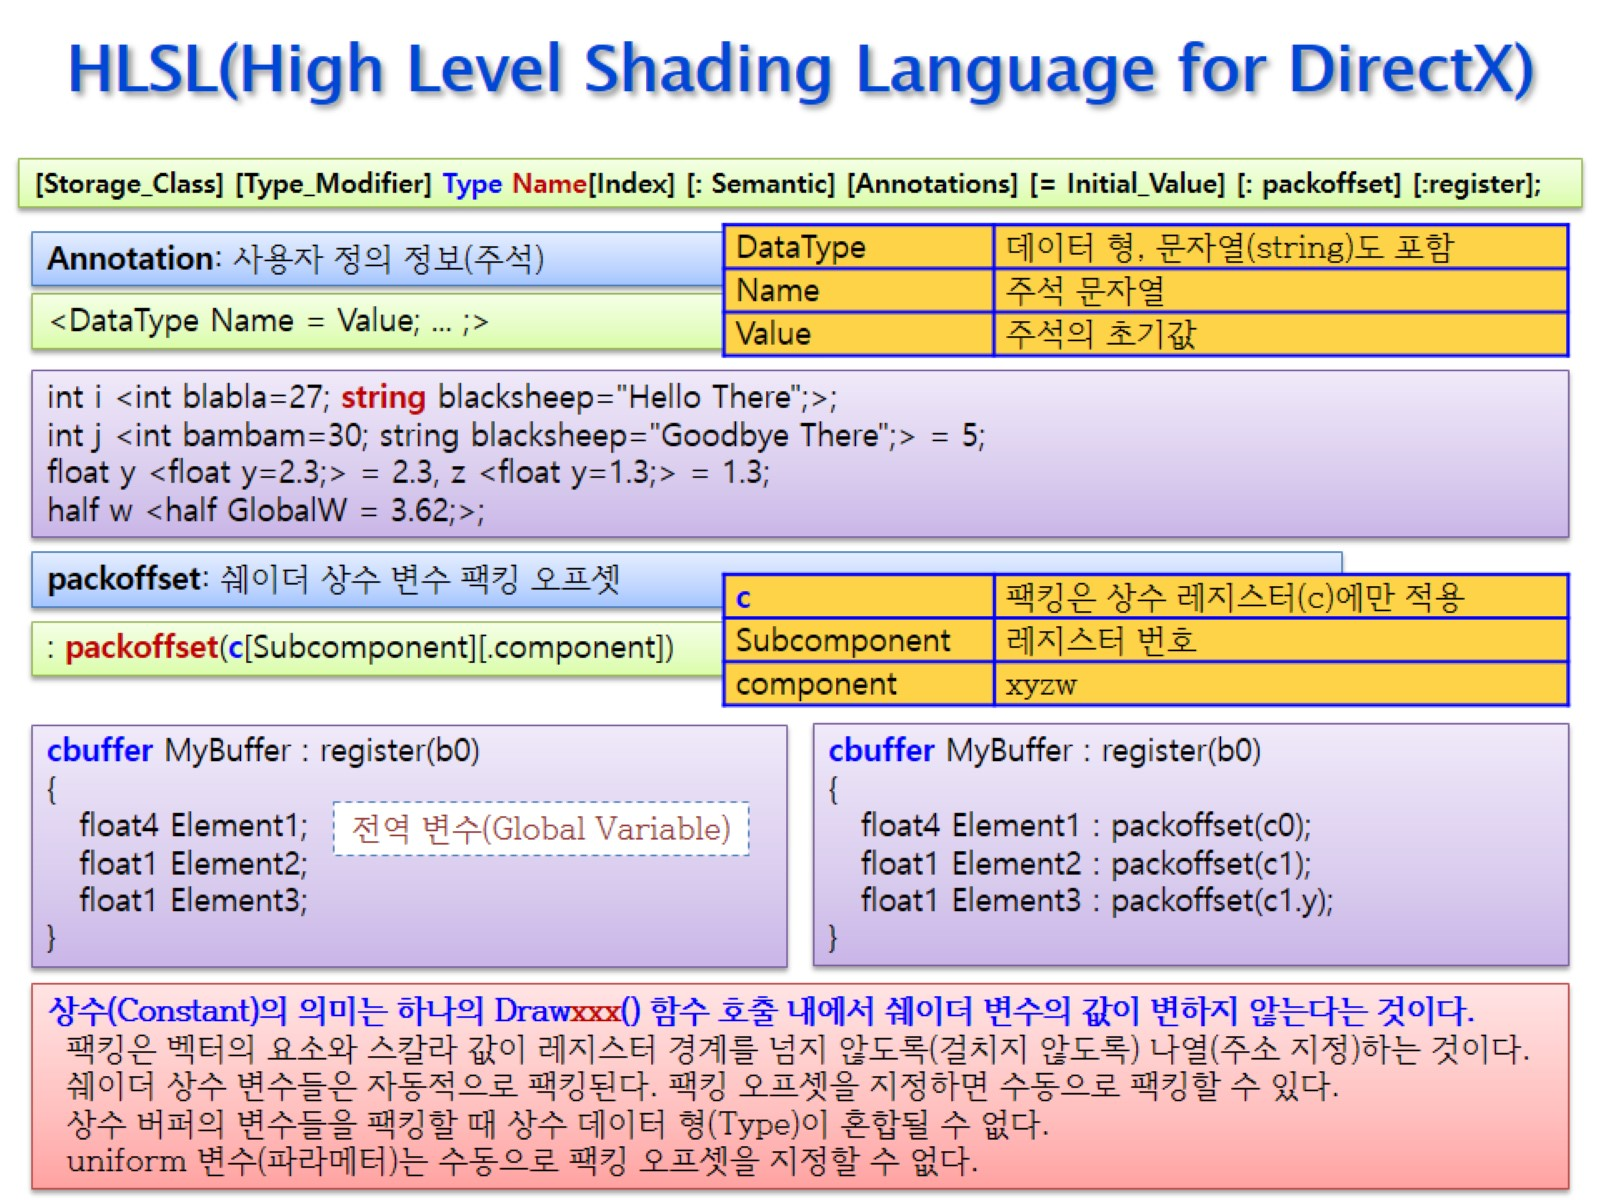 HLSL(High Level Shading Language for DirectX)
[Storage_Class] [Type_Modifier] Type Name[Index] [: Semantic] [Annotations] [= Initial_Value] [: packoffset] [:register];
Annotation: 사용자 정의 정보(주석)
<DataType Name = Value; ... ;>
DataType 데이터 형, 문자열(string)도 포함
Name 주석 문자열
Value 주석의 초기값
int i <int blabla=27; string blacksheep="Hello There";>;
int j <int bambam=30; string blacksheep="Goodbye There";> = 5;
float y <float y=2.3;> = 2.3, z <float y=1.3;> = 1.3;
half w <half GlobalW = 3.62;>;
packoffset: 쉐이더 상수 변수 팩킹 오프셋
: packoffset(c[Subcomponent][.component])
c 팩킹은 상수 레지스터(c)에만 적용
Subcomponent 레지스터 번호
component xyzw
cbuffer MyBuffer : register(b0)
{
float4 Element1;
float1 Element2;
float1 Element3;
}
전역 변수(Global Variable)
cbuffer MyBuffer : register(b0)
{
float4 Element1 : packoffset(c0);
float1 Element2 : packoffset(c1);
float1 Element3 : packoffset(c1.y);
}
상수(Constant)의 의미는 하나의 Drawxxx() 함수 호출 내에서 쉐이더 변수의 값이 변하지 않는다는 것이다.
팩킹은 벡터의 요소와 스칼라 값이 레지스터 경계를 넘지 않도록(걸치지 않도록) 나열(주소 지정)하는 것이다.
쉐이더 상수 변수들은 자동적으로 팩킹된다. 팩킹 오프셋을 지정하면 수동으로 팩킹할 수 있다.
상수 버퍼의 변수들을 팩킹할 때 상수 데이터 형(Type)이 혼합될 수 없다.
uniform 변수(파라메터)는 수동으로 팩킹 오프셋을 지정할 수 없다.